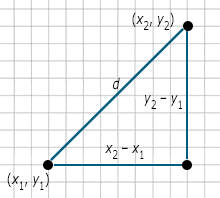 (x₂, y₂)
d
y₂ − y₁
x₂ − x₁
(x₁, y₁)